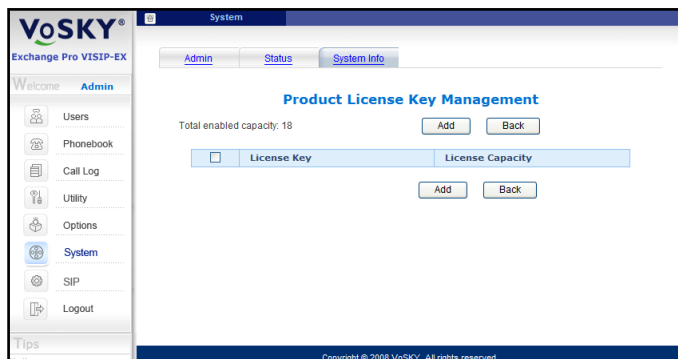 VoSKY®
Exchange Pro VISIP-EX
Welcome Admin
Users
Phonebook
Call Log
Utility
Options
System
SIP
Logout
Tips
System
Admin Status System Info
Product License Key Management
Total enabled capacity: 18 Add Back
License Key License Capacity
Add Back
Copyright © 2008 VoSKY. All rights reserved